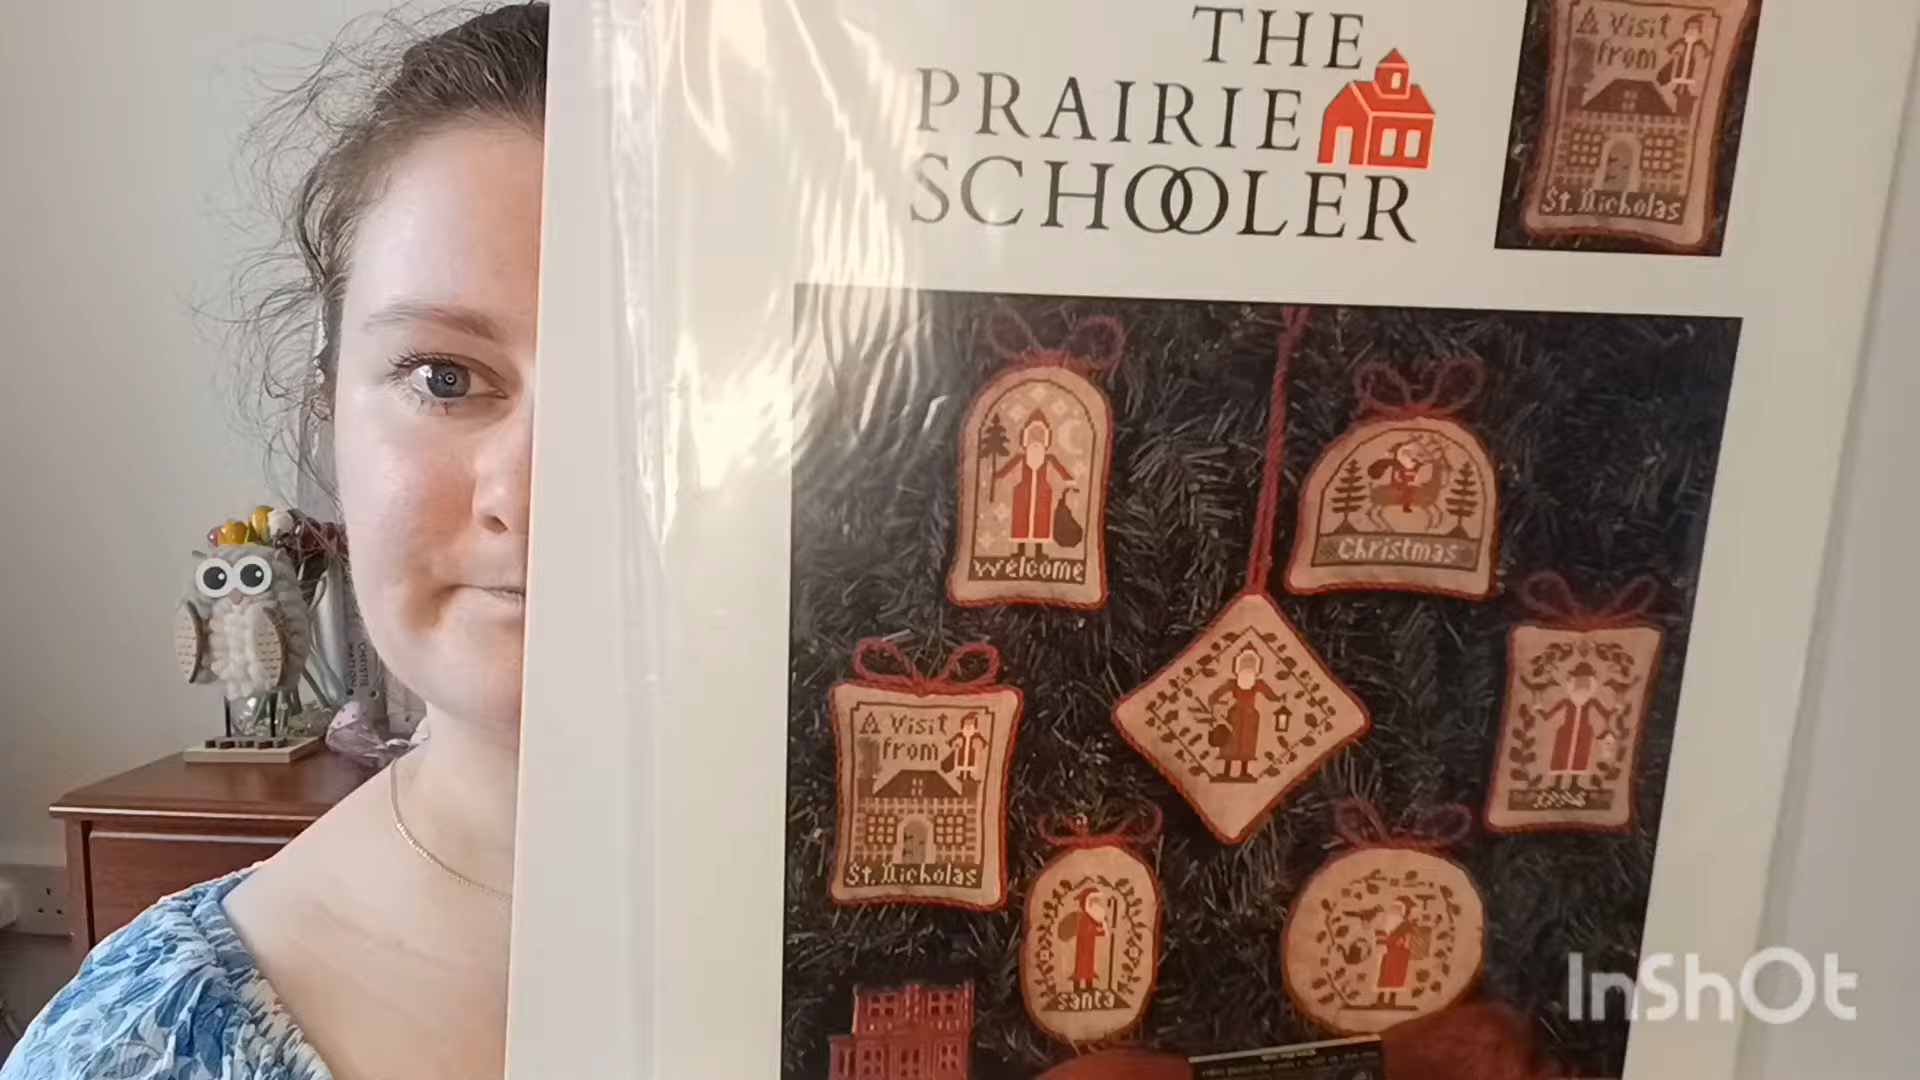 THE
PRAIRIE
SCHOOLER
A Visit
from
St. Nicholas
Welcome
Christmas
A Visit
from
St. Nicholas
Santa
InShOt